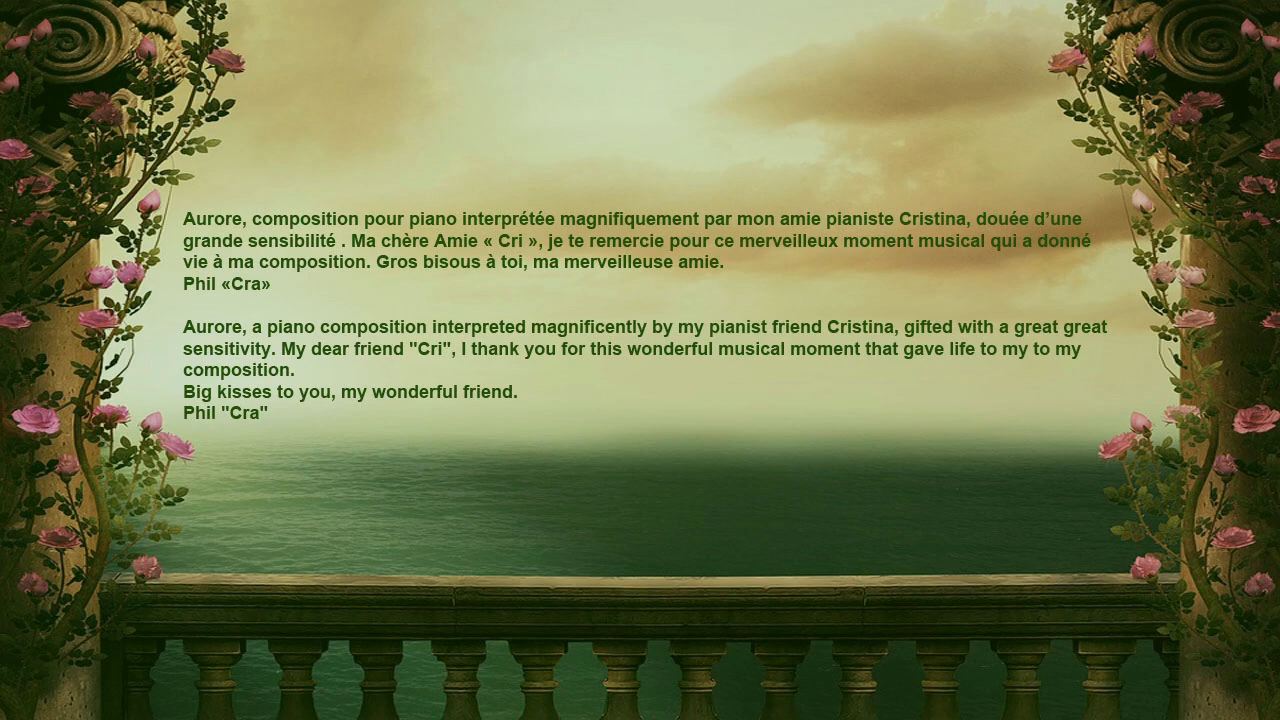 Aurore, composition pour piano interprétée magnifiquement par mon amie pianiste Cristina, douée d’une
grande sensibilité . Ma chère Amie « Cri », je te remercie pour ce merveilleux moment musical qui a donné
vie à ma composition. Gros bisous à toi, ma merveilleuse amie.
Phil «Cra»
Aurore, a piano composition interpreted magnificently by my pianist friend Cristina, gifted with a great great
sensitivity. My dear friend "Cri", I thank you for this wonderful musical moment that gave life to my to my
composition.
Big kisses to you, my wonderful friend.
Phil "Cra"